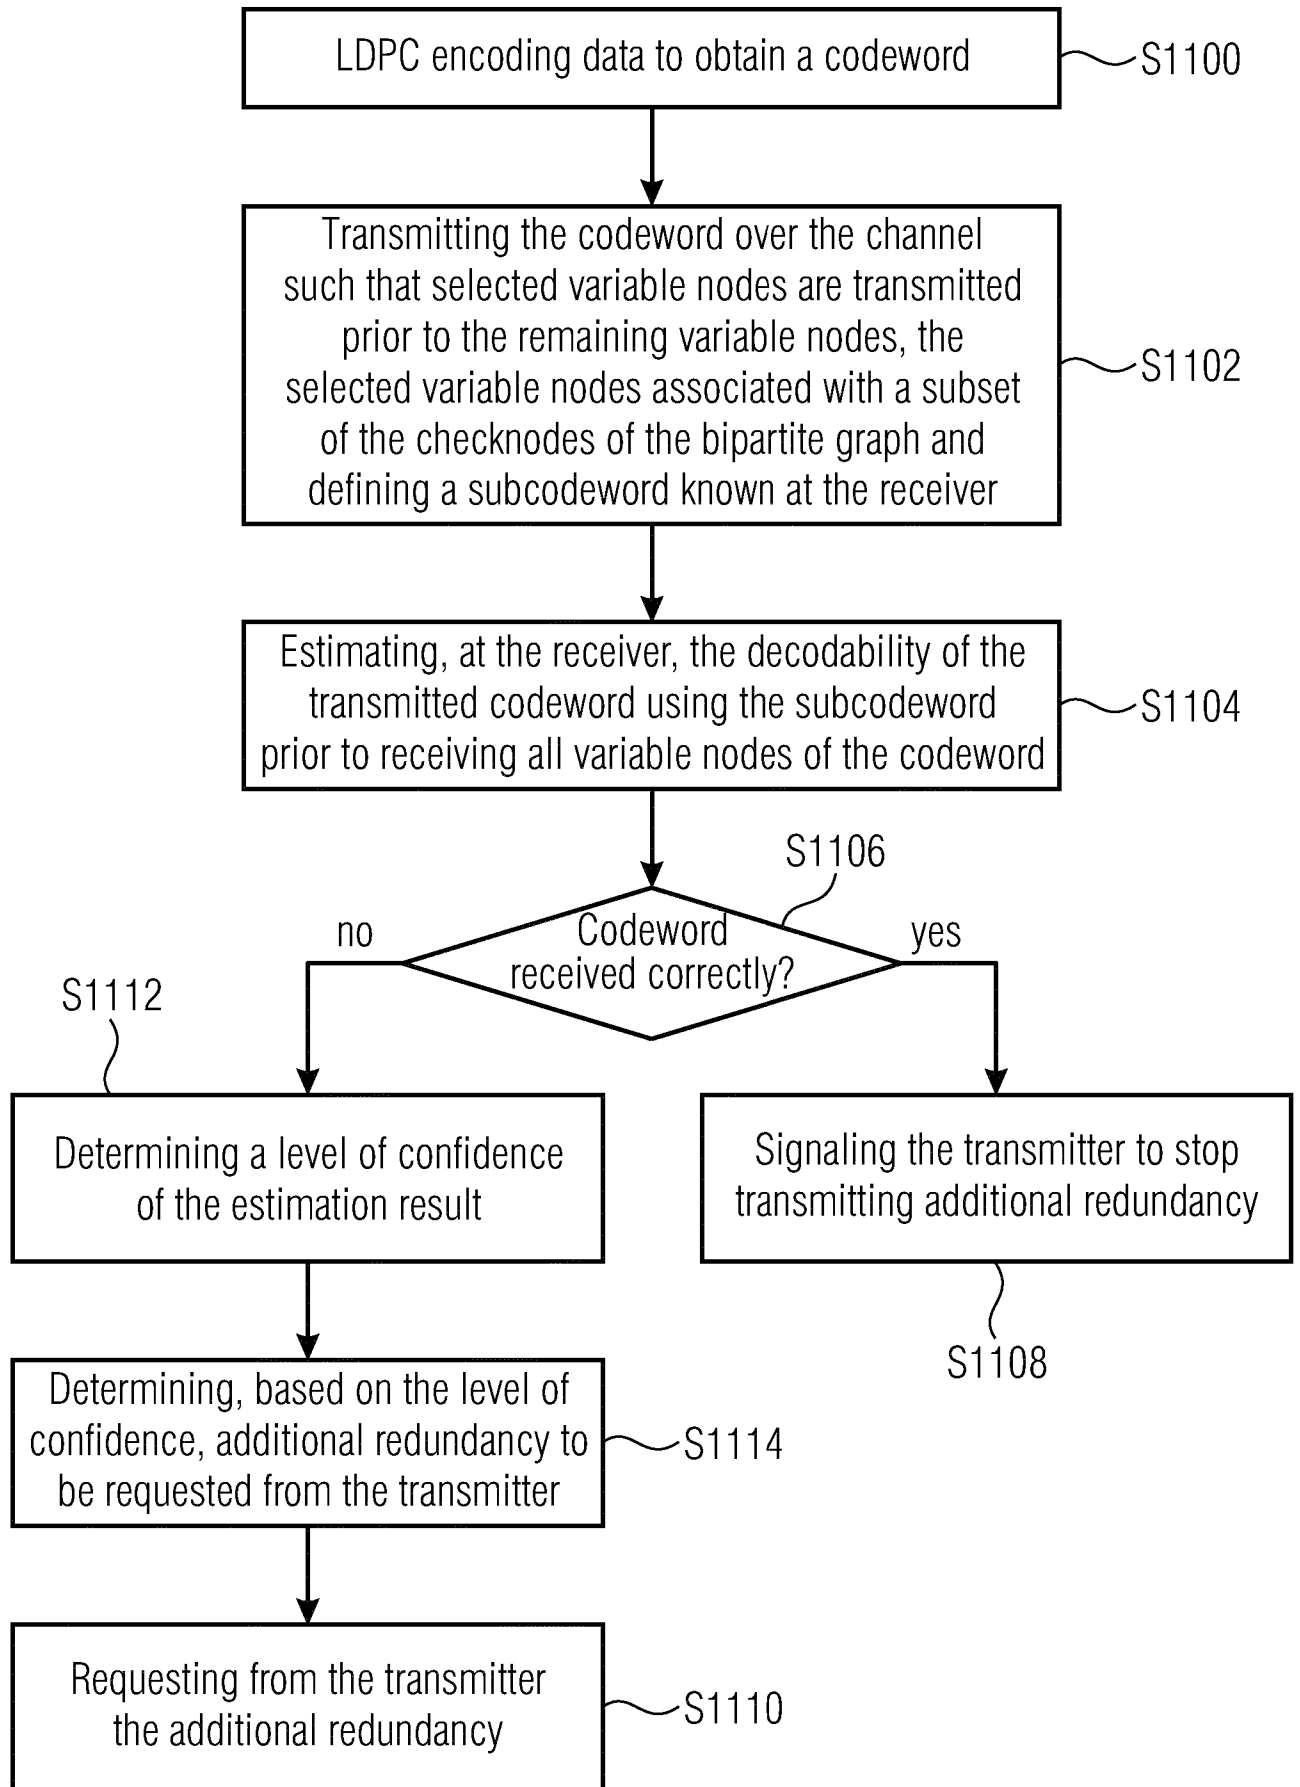 LDPC encoding data to obtain a codeword
S1100
Transmitting the codeword over the channel
such that selected variable nodes are transmitted
prior to the remaining variable nodes, the
selected variable nodes associated with a subset
of the checknodes of the bipartite graph and
defining a subcodeword known at the receiver
S1102
Estimating, at the receiver, the decodability of the
transmitted codeword using the subcodeword
prior to receiving all variable nodes of the codeword
S1104
S1106
Codeword
received correctly?
no
yes
S1112
Determining a level of confidence
of the estimation result
Signaling the transmitter to stop
transmitting additional redundancy
S1108
Determining, based on the level of
confidence, additional redundancy to
be requested from the transmitter
S1114
Requesting from the transmitter
the additional redundancy
S1110